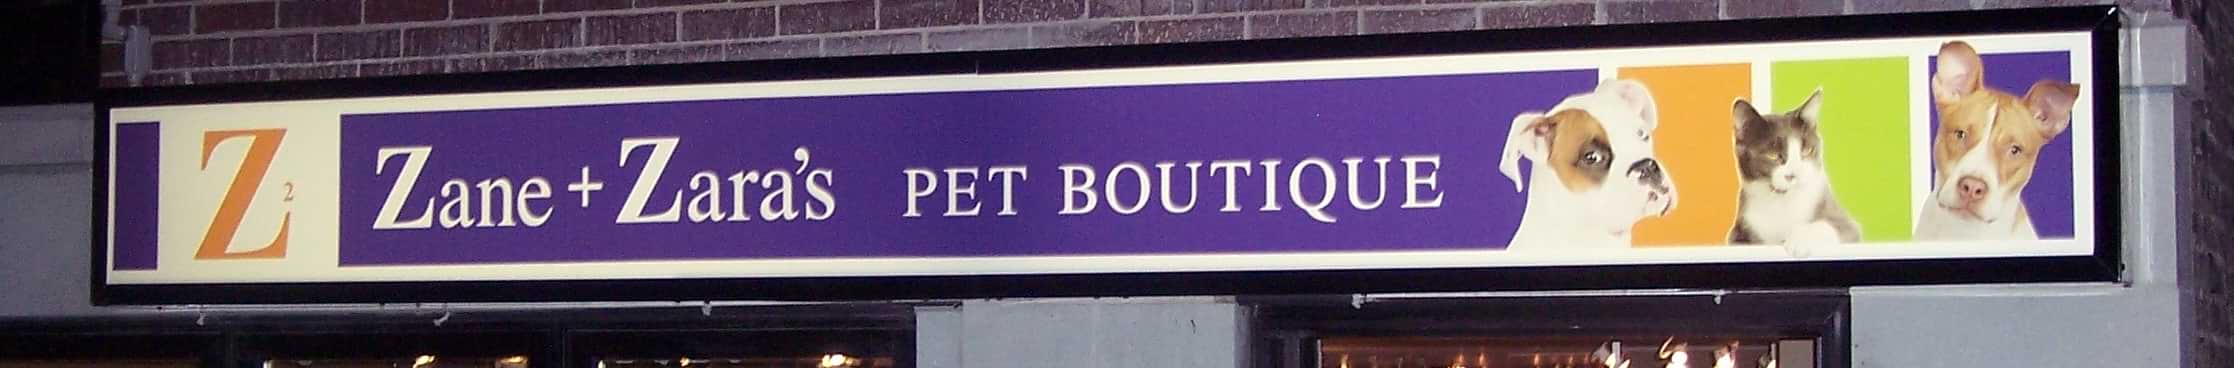 Z²
Zane + Zara's PET BOUTIQUE